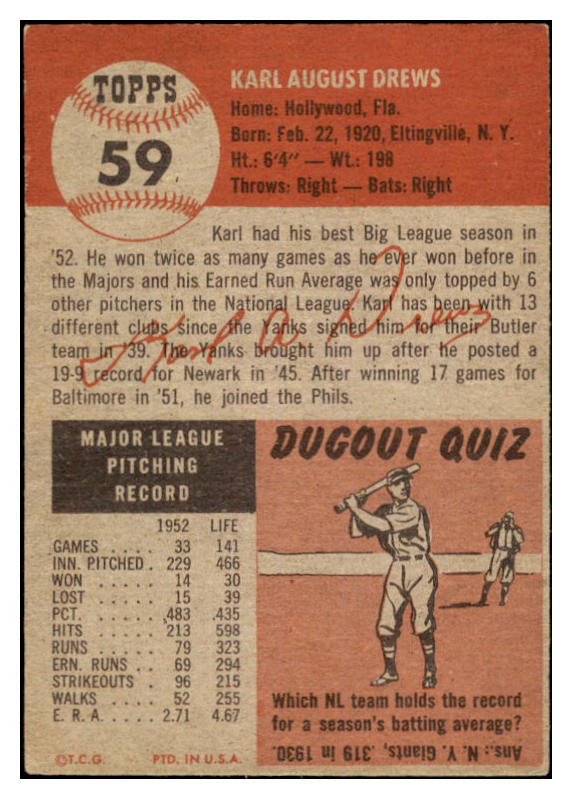 TOPPS
59
KARL AUGUST DREWS
Home: Hollywood, Fla.
Born: Feb. 22, 1920, Eltingville, N. Y.
Ht.: 6'4" — Wt.: 198
Throws: Right — Bats: Right
Karl had his best Big League season in
'52. He won twice as many games as he ever won before in
the Majors and his Earned Run Average was only topped by 6
other pitchers in the National League. Karl has been with 13
different clubs since the Yanks signed him for their Butler
team in '39. The Yanks brought him up after he posted a
19-9 record for Newark in '45. After winning 17 games for
Baltimore in '51, he joined the Phils.
Karl A Drews
MAJOR LEAGUE
PITCHING
RECORD
1952 LIFE
GAMES . . . . 33 141
INN. PITCHED . 229 466
WON . . . . . 14 30
LOST . . . . . 15 39
PCT. . . . . . .483 .435
HITS . . . . . 213 598
RUNS . . . . . 79 323
ERN. RUNS . . 69 294
STRIKEOUTS . 96 215
WALKS . . . . 52 255
E. R. A. . . . . 2.71 4.67
©T.C.G. PTD. IN U.S.A.
DUGOUT QUIZ
Which NL team holds the record
for a season's batting average?
Ans: N. Y. Giants, .319 in 1930.